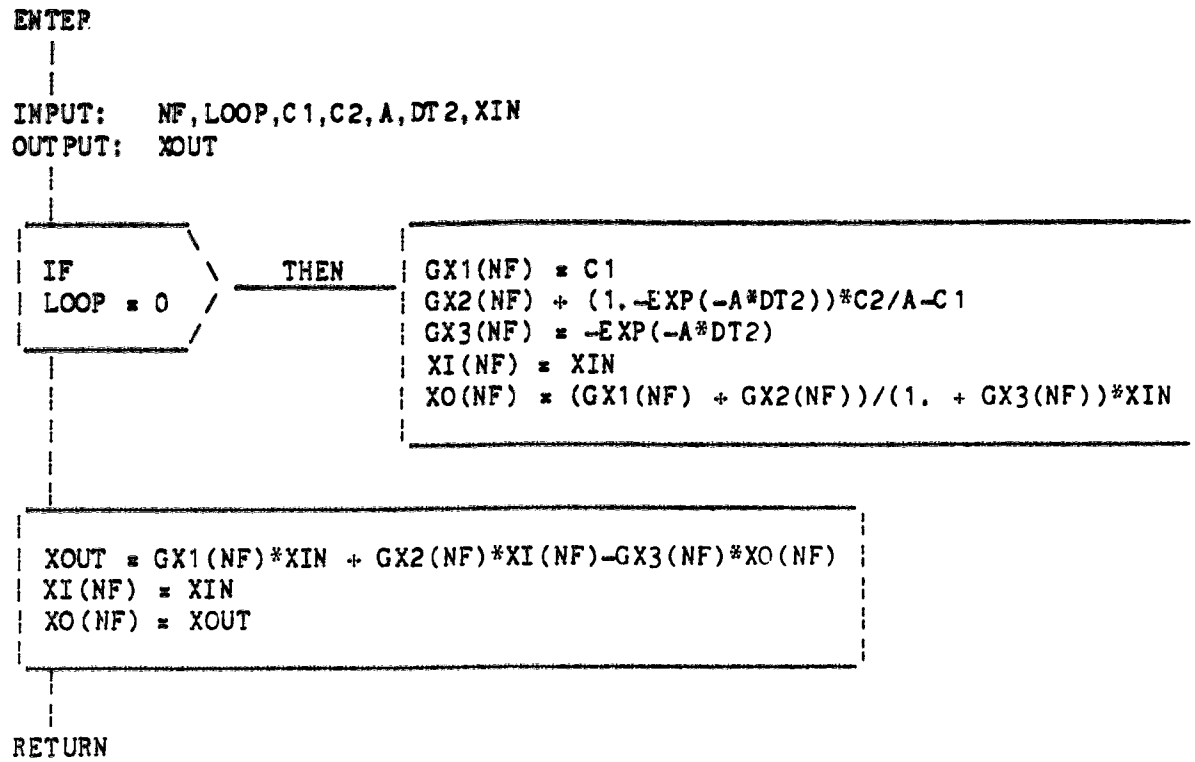 ENTER
INPUT: NF,LOOP,C1,C2,A,DT2,XIN
OUTPUT: XOUT
IF
LOOP = 0
THEN
GX1(NF) = C1
GX2(NF) + (1.-EXP(-A*DT2))*C2/A-C1
GX3(NF) = -EXP(-A*DT2)
XI(NF) = XIN
XO(NF) = (GX1(NF) + GX2(NF))/(1. + GX3(NF))*XIN
XOUT = GX1(NF)*XIN + GX2(NF)*XI(NF)-GX3(NF)*XO(NF)
XI(NF) = XIN
XO(NF) = XOUT
RETURN